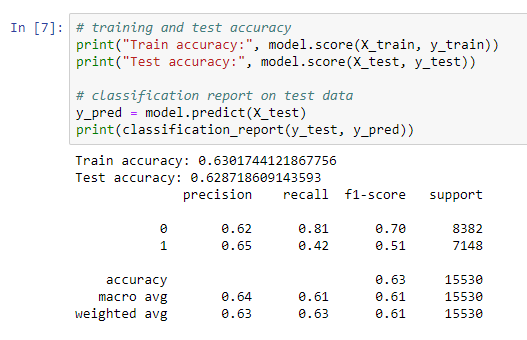 In [7]: # training and test accuracy
print("Train accuracy:", model.score(X_train, y_train))
print("Test accuracy:", model.score(X_test, y_test))
# classification report on test data
y_pred = model.predict(X_test)
print(classification_report(y_test, y_pred))
Train accuracy: 0.6301744121867756
Test accuracy: 0.628718609143593
precision recall f1-score support
0 0.62 0.81 0.70 8382
1 0.65 0.42 0.51 7148
accuracy 0.63 15530
macro avg 0.64 0.61 0.61 15530
weighted avg 0.63 0.63 0.61 15530